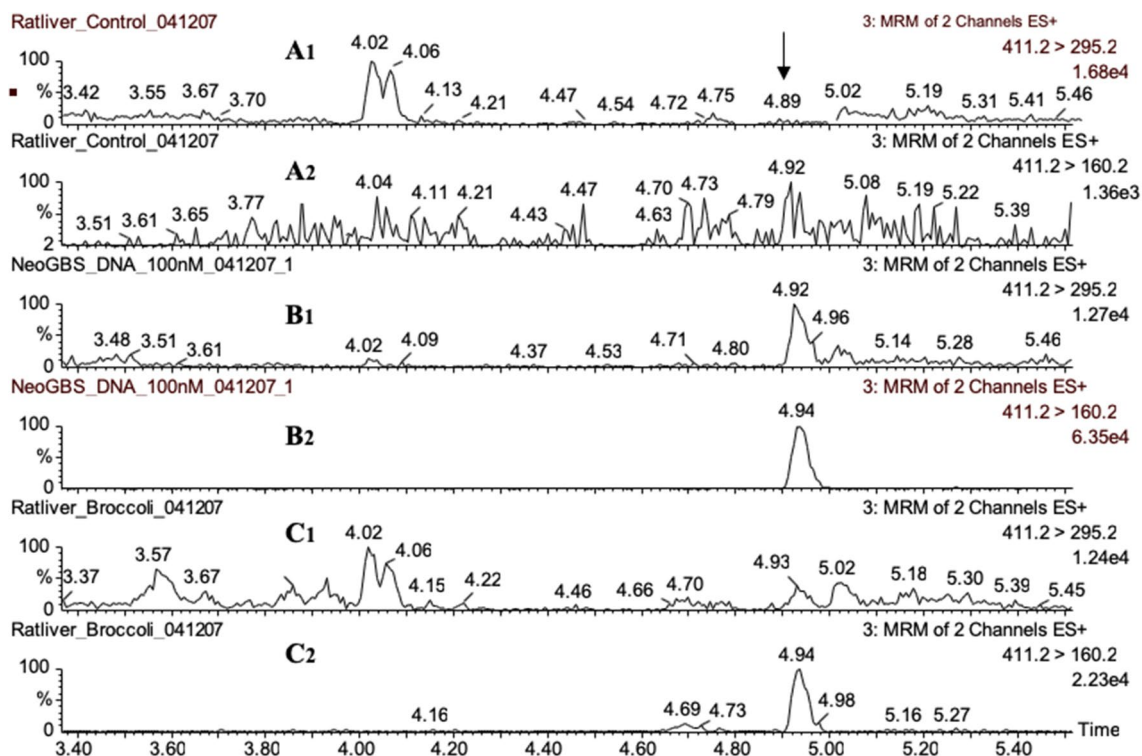 Ratliver_Control_041207
3: MRM of 2 Channels ES+
411.2 > 295.2
1.68e4
A1
100
%
0
3.42 3.55 3.67 3.70 4.02 4.06 4.13 4.21 4.47 4.54 4.72 4.75 4.89 5.02 5.19 5.31 5.41 5.46
Ratliver_Control_041207
3: MRM of 2 Channels ES+
411.2 > 160.2
1.36e3
A2
100
%
2
3.51 3.61 3.65 3.77 4.04 4.11 4.21 4.43 4.47 4.63 4.70 4.73 4.79 4.92 5.08 5.19 5.22 5.39
NeoGBS_DNA_100nM_041207_1
3: MRM of 2 Channels ES+
411.2 > 295.2
1.27e4
B1
100
%
0
3.48 3.51 3.61 4.02 4.09 4.37 4.53 4.71 4.80 4.92 4.96 5.14 5.28 5.46
NeoGBS_DNA_100nM_041207_1
3: MRM of 2 Channels ES+
411.2 > 160.2
6.35e4
B2
100
%
0
4.94
Ratliver_Broccoli_041207
3: MRM of 2 Channels ES+
411.2 > 295.2
1.24e4
C1
100
%
0
3.37 3.57 3.67 4.02 4.06 4.15 4.22 4.46 4.66 4.70 4.93 5.02 5.18 5.30 5.39 5.45
Ratliver_Broccoli_041207
3: MRM of 2 Channels ES+
411.2 > 160.2
2.23e4
C2
100
%
0
4.16 4.69 4.73 4.94 4.98 5.16 5.27
Time
3.40 3.60 3.80 4.00 4.20 4.40 4.60 4.80 5.00 5.20 5.40